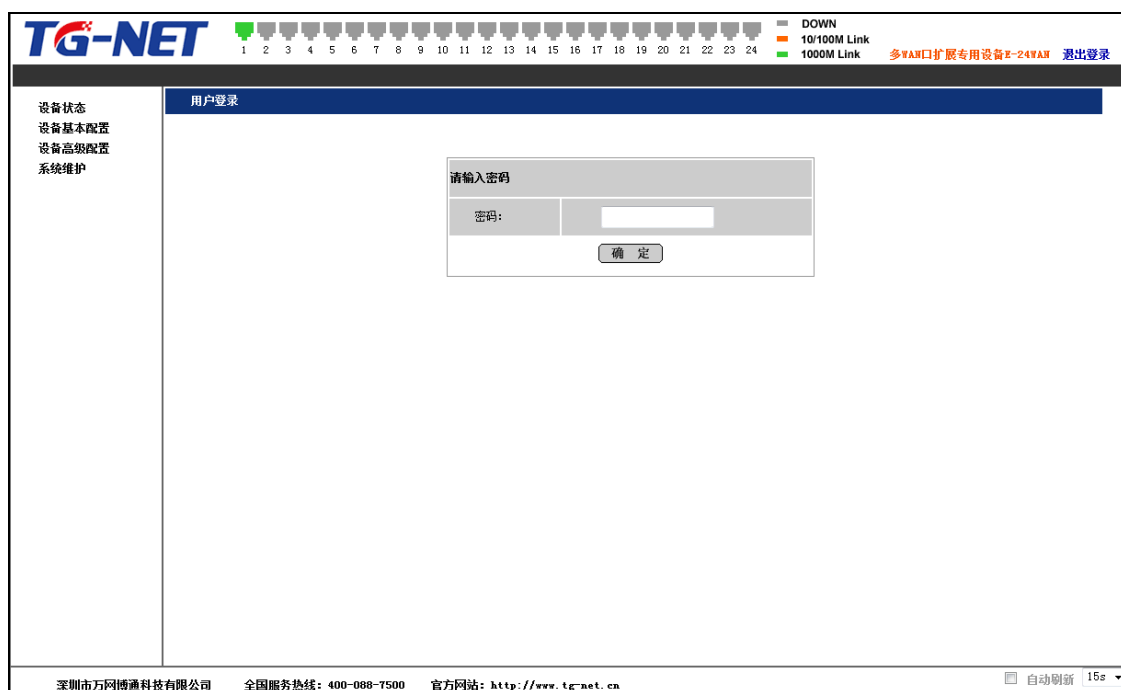 TG-NET
1 2 3 4 5 6 7 8 9 10 11 12 13 14 15 16 17 18 19 20 21 22 23 24
DOWN
10/100M Link
1000M Link
多WAN口扩展专用设备E-24WAN 退出登录
设备状态
设备基本配置
设备高级配置
系统维护
用户登录
请输入密码
密码:
确 定
深圳市万网博通科技有限公司 全国服务热线: 400-088-7500 官方网站: http://www.tg-net.cn
自动刷新 15s